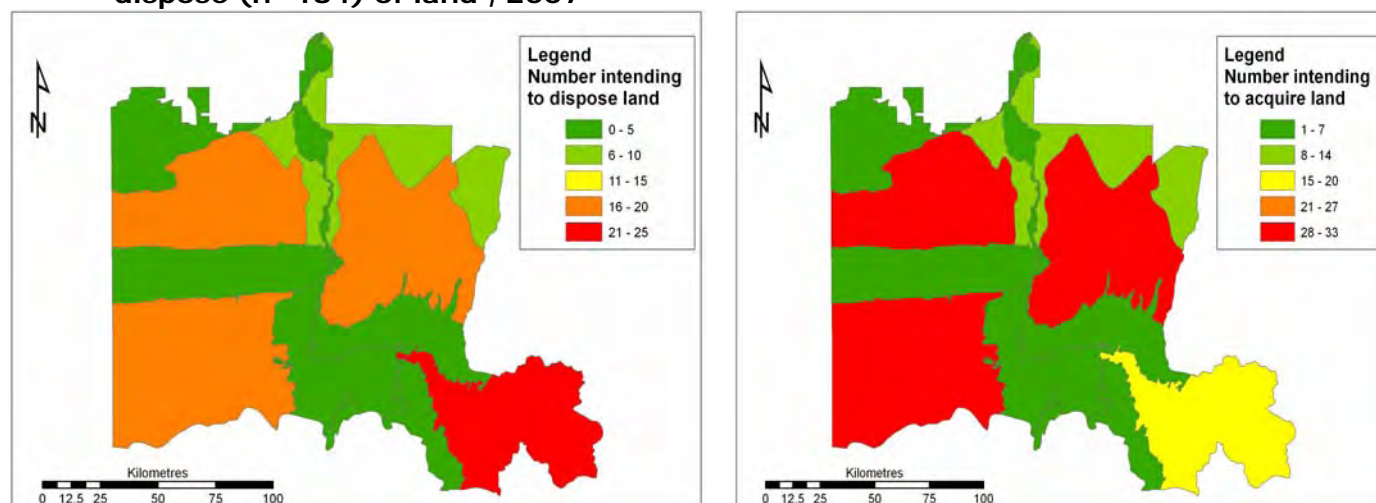 Legend
Number intending
to dispose land
0 - 5
6 - 10
11 - 15
16 - 20
21 - 25
N
Kilometres
0 12.5 25 50 75 100
Legend
Number intending
to acquire land
1 - 7
8 - 14
15 - 20
21 - 27
28 - 33
N
Kilometres
0 12.5 25 50 75 100